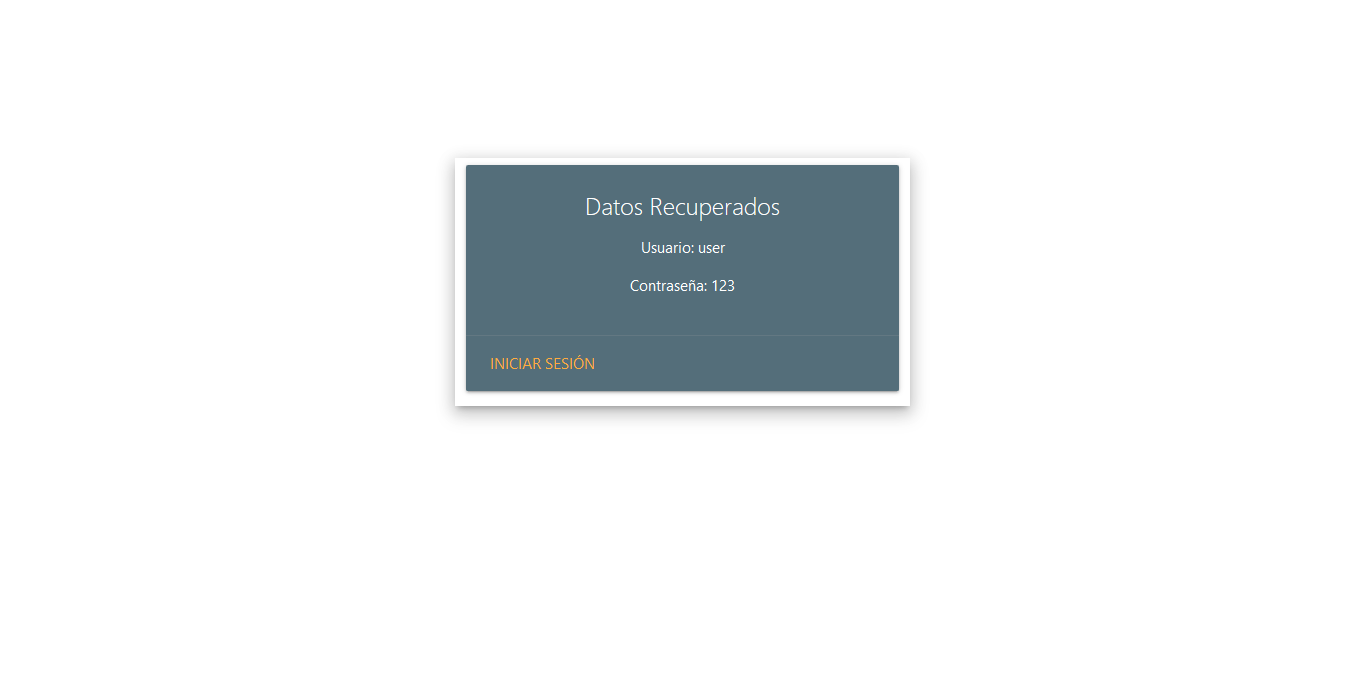 Datos Recuperados
Usuario: user
Contraseña: 123
INICIAR SESIÓN